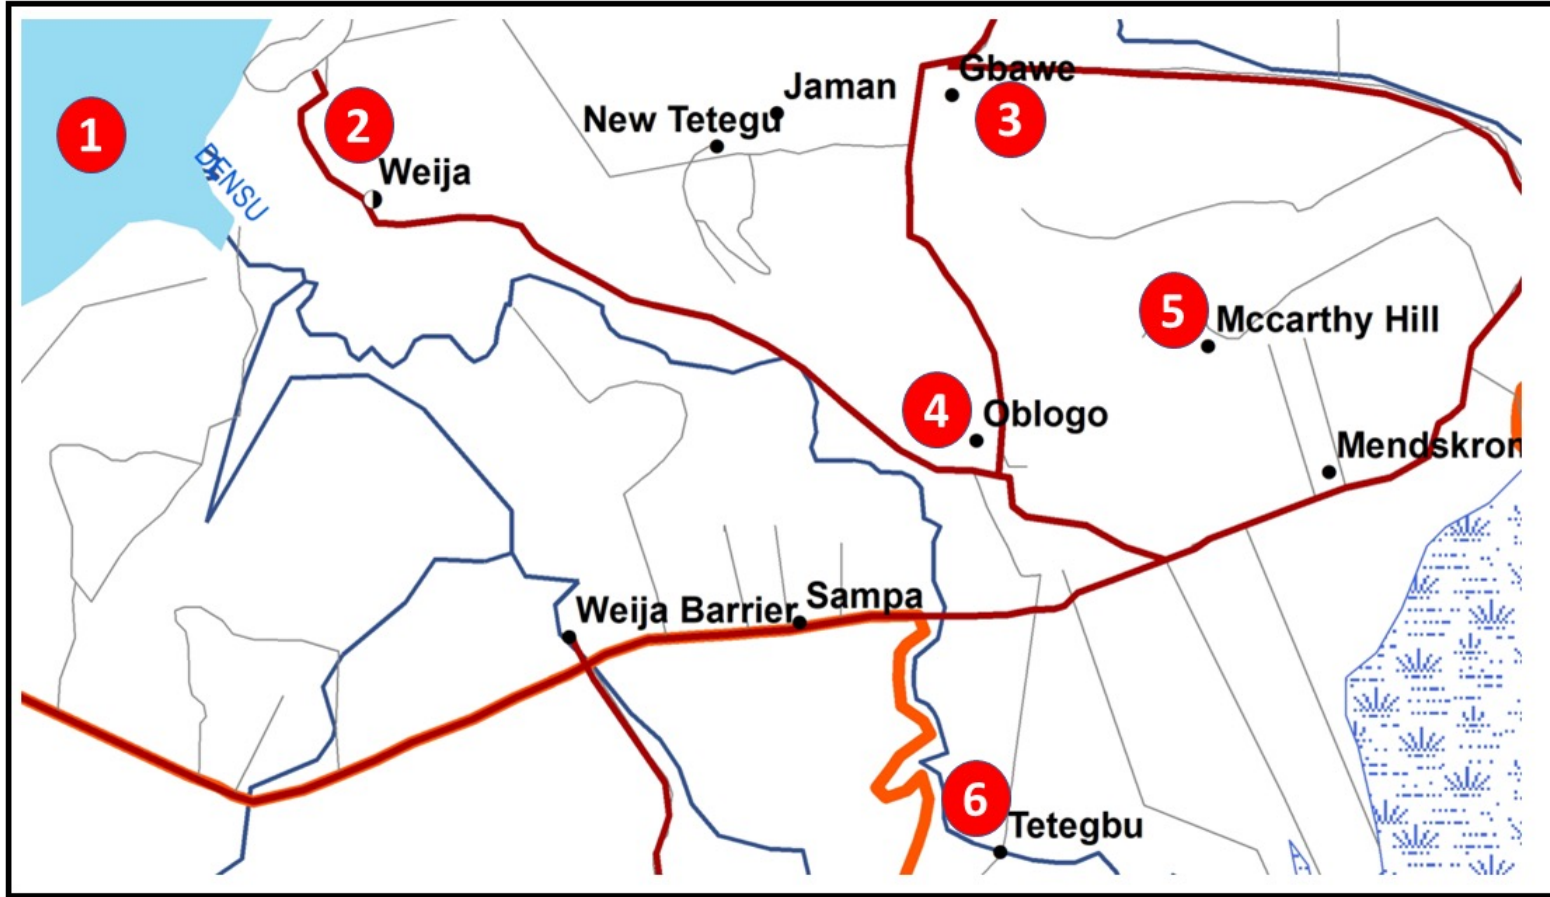 Gbawe
Jaman
1
2
New Tetegu
3
DENSU
Weija
5
Mccarthy Hill
4
Oblogo
Mendskron
Weija Barrier
Sampa
6
Tetegbu